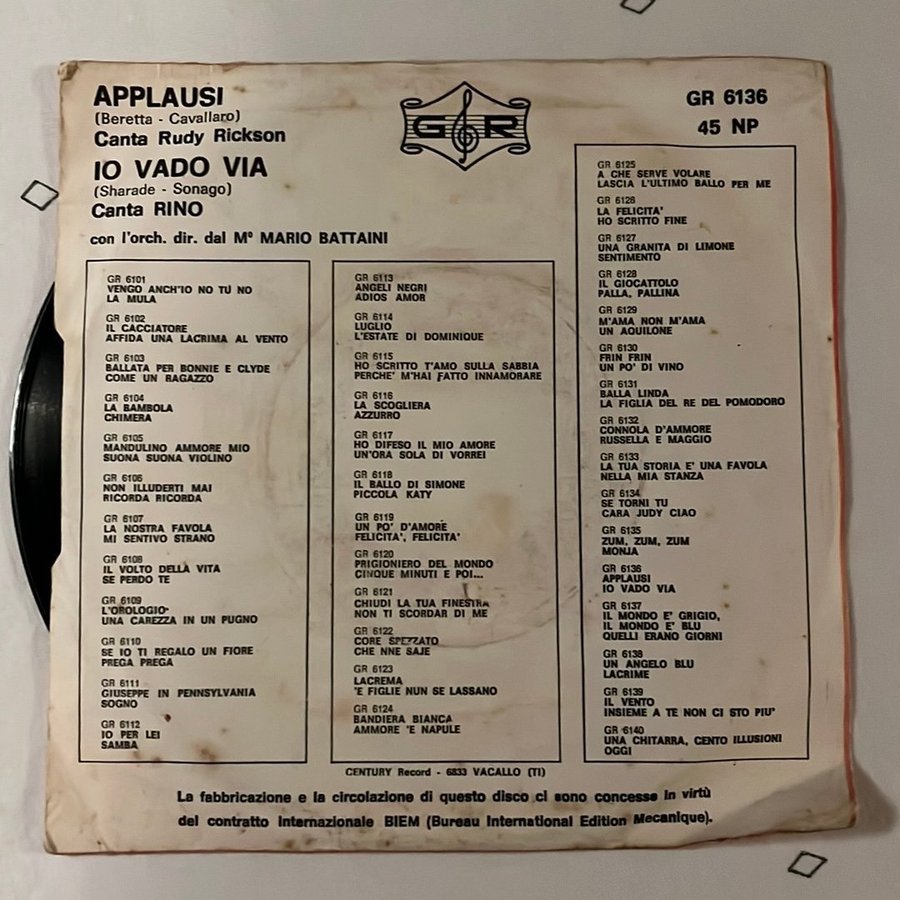 APPLAUSI
(Beretta - Cavallaro)
Canta Rudy Rickson
IO VADO VIA
(Sharade - Sonago)
Canta RINO
con l'orch. dir. dal M° MARIO BATTAINI
G R
GR 6136
45 NP
GR 6101
VENGO ANCH'IO NO TU NO
LA MULA
GR 6102
IL CACCIATORE
AFFIDA UNA LACRIMA AL VENTO
GR 6103
BALLATA PER BONNIE E CLYDE
COME UN RAGAZZO
GR 6104
LA BAMBOLA
CHIMERA
GR 6105
MANDULINO AMMORE MIO
SUONA SUONA VIOLINO
GR 6106
NON ILLUDERTI MAI
RICORDA RICORDA
GR 6107
LA NOSTRA FAVOLA
MI SENTIVO STRANO
GR 6108
IL VOLTO DELLA VITA
SE PERDO TE
GR 6109
L'OROLOGIO
UNA CAREZZA IN UN PUGNO
GR 6110
SE IO TI REGALO UN FIORE
PREGA PREGA
GR 6111
GIUSEPPE IN PENNSYLVANIA
SOGNO
GR 6112
IO PER LEI
SAMBA
GR 6113
ANGELI NEGRI
ADIOS AMOR
GR 6114
LUGLIO
L'ESTATE DI DOMINIQUE
GR 6115
HO SCRITTO T'AMO SULLA SABBIA
PERCHE' M'HAI FATTO INNAMORARE
GR 6116
LA SCOGLIERA
AZZURRO
GR 6117
HO DIFESO IL MIO AMORE
UN'ORA SOLA DI VORREI
GR 6118
IL BALLO DI SIMONE
PICCOLA KATY
GR 6119
UN PO' D'AMORE
FELICITA', FELICITA'
GR 6120
PRIGIONIERO DEL MONDO
CINQUE MINUTI E POI...
GR 6121
CHIUDI LA TUA FINESTRA
NON TI SCORDAR DI ME
GR 6122
CORE SPEZZATO
CHE NNE SAJE
GR 6123
LACREMA
'E FIGLIE NUN SE LASSANO
GR 6124
BANDIERA BIANCA
AMMORE 'E NAPULE
GR 6125
A CHE SERVE VOLARE
LASCIA L'ULTIMO BALLO PER ME
GR 6126
LA FELICITA'
HO SCRITTO FINE
GR 6127
UNA GRANITA DI LIMONE
SENTIMENTO
GR 6128
IL GIOCATTOLO
PALLA, PALLINA
GR 6129
M'AMA NON M'AMA
UN AQUILONE
GR 6130
FRIN FRIN
UN PO' DI VINO
GR 6131
BALLA LINDA
LA FIGLIA DEL RE DEL POMODORO
GR 6132
CONNOLA D'AMMORE
RUSSELLA E MAGGIO
GR 6133
LA TUA STORIA E' UNA FAVOLA
NELLA MIA STANZA
GR 6134
SE TORNI TU
CARA JUDY CIAO
GR 6135
ZUM, ZUM, ZUM
MONJA
GR 6136
APPLAUSI
IO VADO VIA
GR 6137
IL MONDO E' GRIGIO,
IL MONDO E' BLU
QUELLI ERANO GIORNI
GR 6138
UN ANGELO BLU
LACRIME
GR 6139
IL VENTO
INSIEME A TE NON CI STO PIU'
GR 6140
UNA CHITARRA, CENTO ILLUSIONI
OGGI
CENTURY Record - 6833 VACALLO (TI)
La fabbricazione e la circolazione di questo disco ci sono concesse in virtù
del contratto Internazionale BIEM (Bureau International Edition Mecanique).